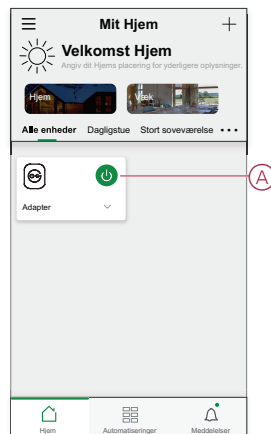 Mit Hjem
Velkomst Hjem
Angiv dit Hjems placering for yderligere oplysninger.
Hjem
Væk
Alle enheder Dagligstue Stort soveværelse
A
Adapter
Hjem Automatiseringer Meddelelser